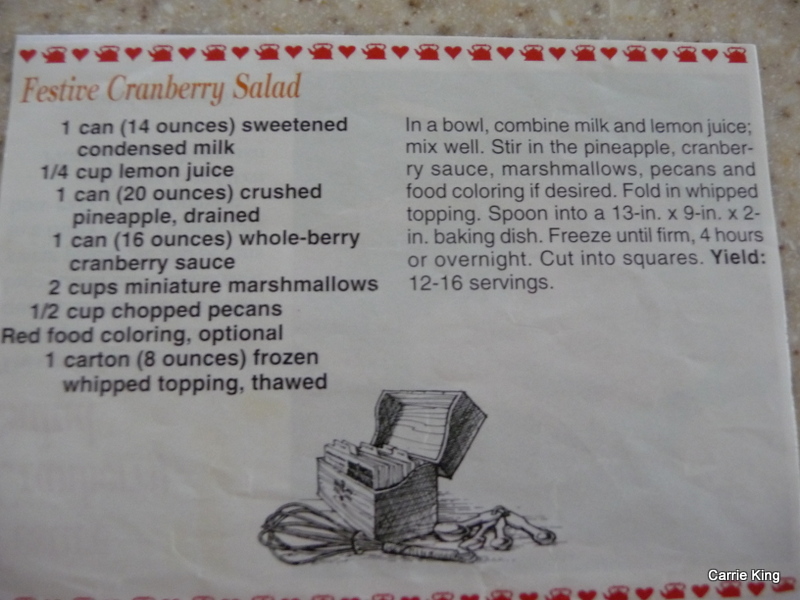 Festive Cranberry Salad
1 can (14 ounces) sweetened
condensed milk
1/4 cup lemon juice
1 can (20 ounces) crushed
pineapple, drained
1 can (16 ounces) whole-berry
cranberry sauce
2 cups miniature marshmallows
1/2 cup chopped pecans
Red food coloring, optional
1 carton (8 ounces) frozen
whipped topping, thawed
In a bowl, combine milk and lemon juice;
mix well. Stir in the pineapple, cranber-
ry sauce, marshmallows, pecans and
food coloring if desired. Fold in whipped
topping. Spoon into a 13-in. x 9-in. x 2-
in. baking dish. Freeze until firm, 4 hours
or overnight. Cut into squares. Yield:
12-16 servings.
Carrie King